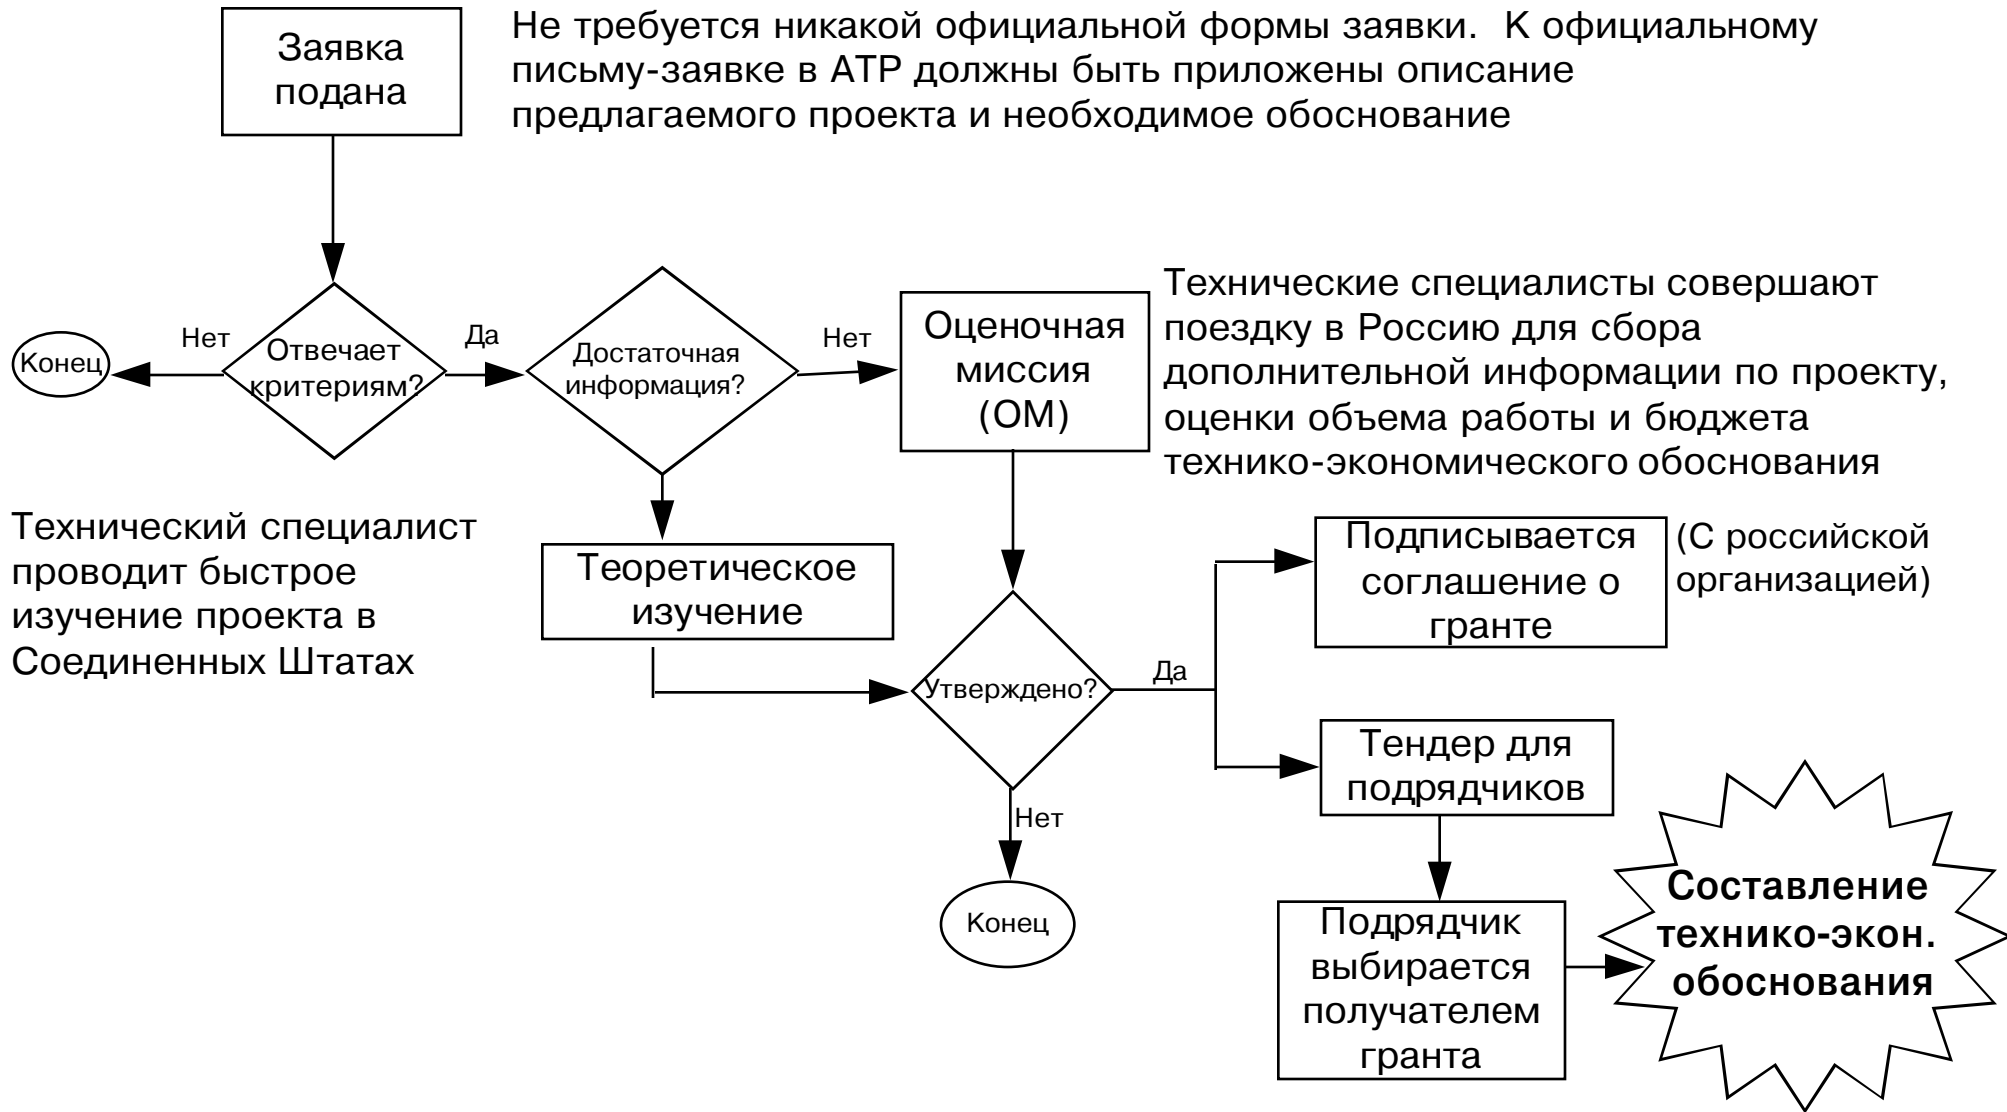 Заявка
подана
Не требуется никакой официальной формы заявки. К официальному
письму-заявке в АТР должны быть приложены описание
предлагаемого проекта и необходимое обоснование
Конец
Нет
Отвечает
критериям?
Да
Достаточная
информация?
Нет
Оценочная
миссия
(ОМ)
Технические специалисты совершают
поездку в Россию для сбора
дополнительной информации по проекту,
оценки объема работы и бюджета
технико-экономического обоснования
Технический специалист
проводит быстрое
изучение проекта в
Соединенных Штатах
Теоретическое
изучение
Утверждено?
Да
Подписывается
соглашение о
гранте
(С российской
организацией)
Тендер для
подрядчиков
Нет
Конец
Подрядчик
выбирается
получателем
гранта
Составление
технико-экон.
обоснования